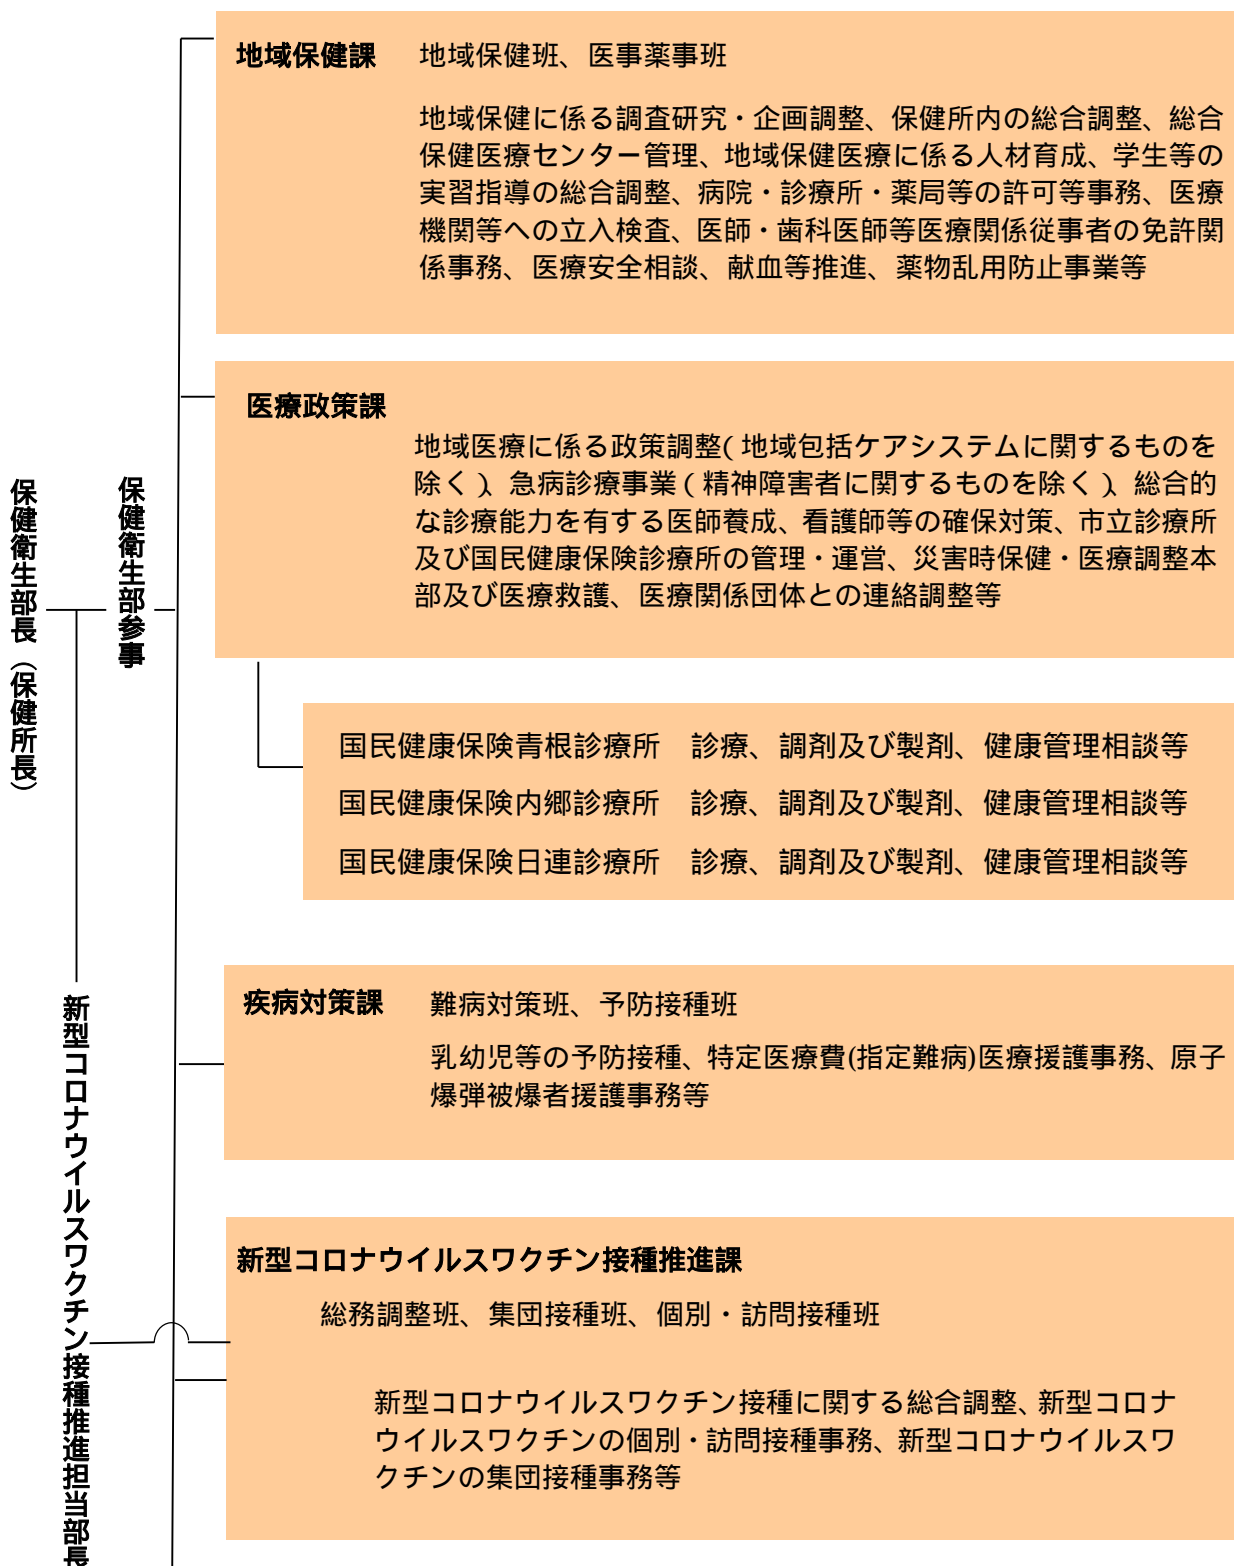 保健衛生部長（保健所長）
保健衛生部参事
新型コロナウイルスワクチン接種推進担当部長
地域保健課　地域保健班、医事薬事班
地域保健に係る調査研究・企画調整、保健所内の総合調整、総合
保健医療センター管理、地域保健医療に係る人材育成、学生等の
実習指導の総合調整、病院・診療所・薬局等の許可等事務、医療
機関等への立入検査、医師・歯科医師等医療関係従事者の免許関
係事務、医療安全相談、献血等推進、薬物乱用防止事業等
医療政策課
地域医療に係る政策調整(地域包括ケアシステムに関するものを
除く)、急病診療事業(精神障害者に関するものを除く)、総合的
な診療能力を有する医師養成、看護師等の確保対策、市立診療所
及び国民健康保険診療所の管理・運営、災害時保健・医療調整本
部及び医療救護、医療関係団体との連絡調整等
国民健康保険青根診療所　診療、調剤及び製剤、健康管理相談等
国民健康保険内郷診療所　診療、調剤及び製剤、健康管理相談等
国民健康保険日連診療所　診療、調剤及び製剤、健康管理相談等
疾病対策課　難病対策班、予防接種班
乳幼児等の予防接種、特定医療費(指定難病)医療援護事務、原子
爆弾被爆者援護事務等
新型コロナウイルスワクチン接種推進課
総務調整班、集団接種班、個別・訪問接種班
新型コロナウイルスワクチン接種に関する総合調整、新型コロナ
ウイルスワクチンの個別・訪問接種事務、新型コロナウイルスワ
クチンの集団接種事務等